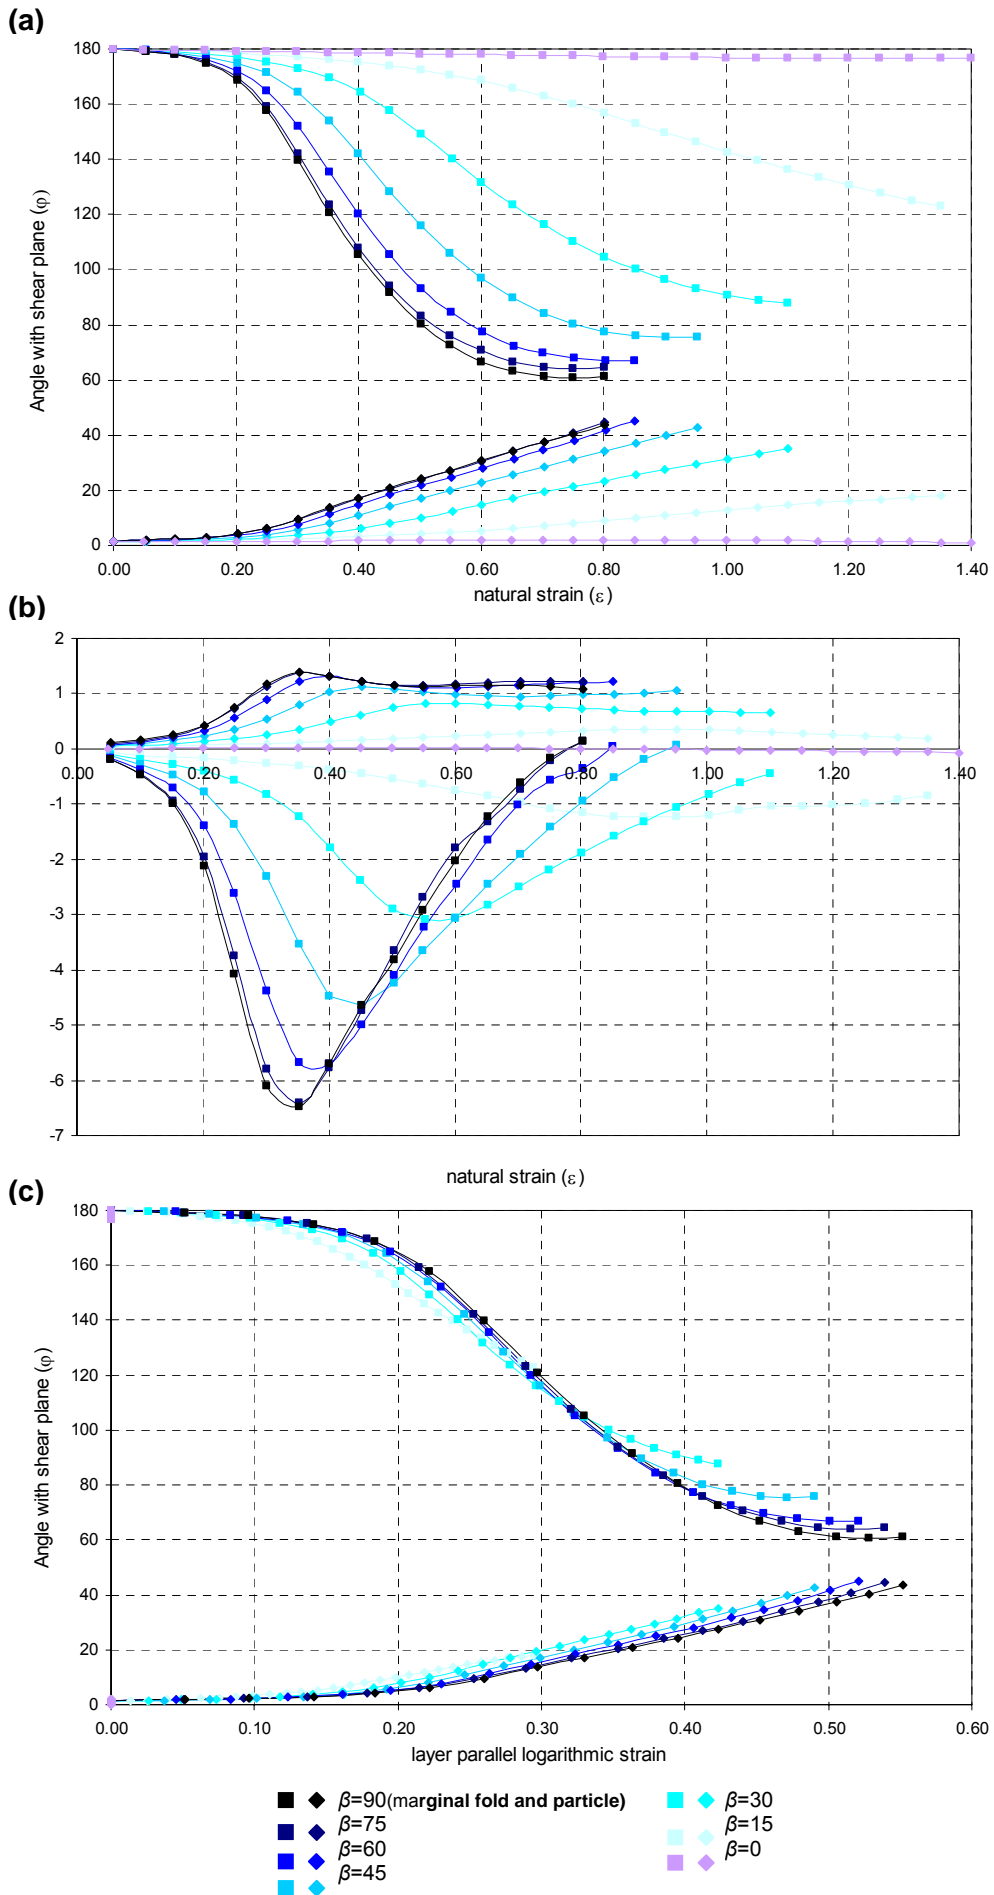 (a)
180
160
140
120
100
80
60
40
20
0
Angle with shear plane (φ)
0.00 0.20 0.40 0.60 0.80 1.00 1.20 1.40
natural strain (ε)
(b)
2
1
0
-1
-2
-3
-4
-5
-6
-7
0.00 0.20 0.40 0.60 0.80 1.00 1.20 1.40
natural strain (ε)
(c)
180
160
140
120
100
80
60
40
20
0
Angle with shear plane (φ)
0.00 0.10 0.20 0.30 0.40 0.50 0.60
layer parallel logarithmic strain
β=90(marginal fold and particle)
β=75
β=60
β=45
β=30
β=15
β=0